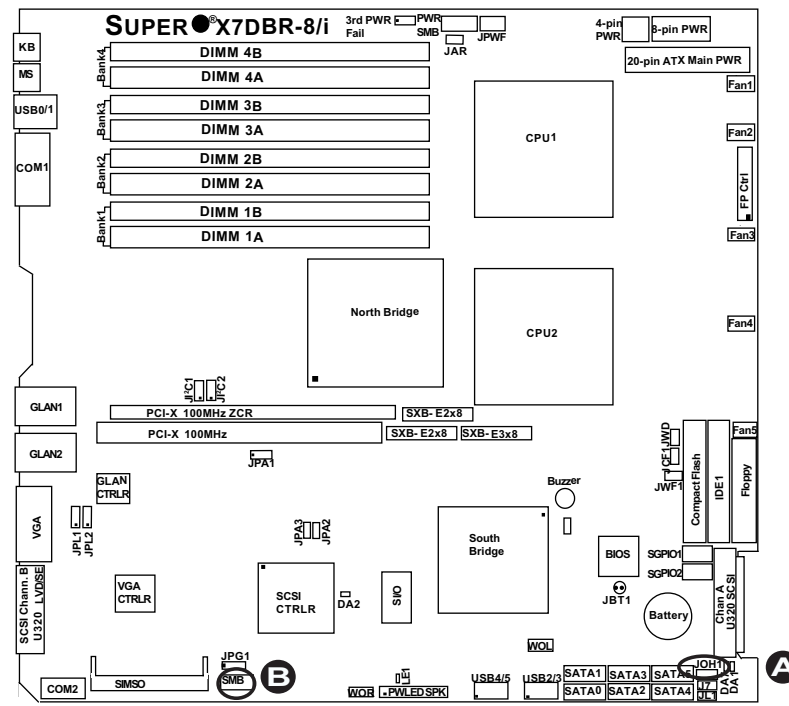 SUPER ●® X7DBR-8/i
3rd PWR Fail
PWR SMB
JPWF
JAR
4-pin PWR
8-pin PWR
20-pin ATX Main PWR
KB
MS
USB0/1
COM1
Bank4
DIMM 4B
DIMM 4A
Bank3
DIMM 3B
DIMM 3A
Bank2
DIMM 2B
DIMM 2A
Bank1
DIMM 1B
DIMM 1A
CPU1
Fan1
Fan2
FP Ctrl
Fan3
North Bridge
CPU2
Fan4
JI²C1
JI²C2
GLAN1
PCI-X 100MHz ZCR
SXB- E2x8
PCI-X 100MHz
SXB- E2x8
SXB- E3x8
GLAN2
JPA1
JWD
JCF1
JWF1
Compact Flash
IDE1
Fan5
Floppy
GLAN CTRLR
Buzzer
VGA
JPL1
JPL2
JPA3
JPA2
South Bridge
BIOS
SGPIO1
SGPIO2
SCSI Chann. B
U320 LVD/SE
VGA CTRLR
SCSI CTRLR
DA2
SIO
JBT1
Battery
Chan A
U320 SCSI
WOL
JPG1
SMB
B
SIMSO
COM2
LE1
WOR
PWLED SPK
USB4/5
USB2/3
SATA1
SATA3
SATA5
SATA0
SATA2
SATA4
JOH1
J7
JL1
DA
DA1
A